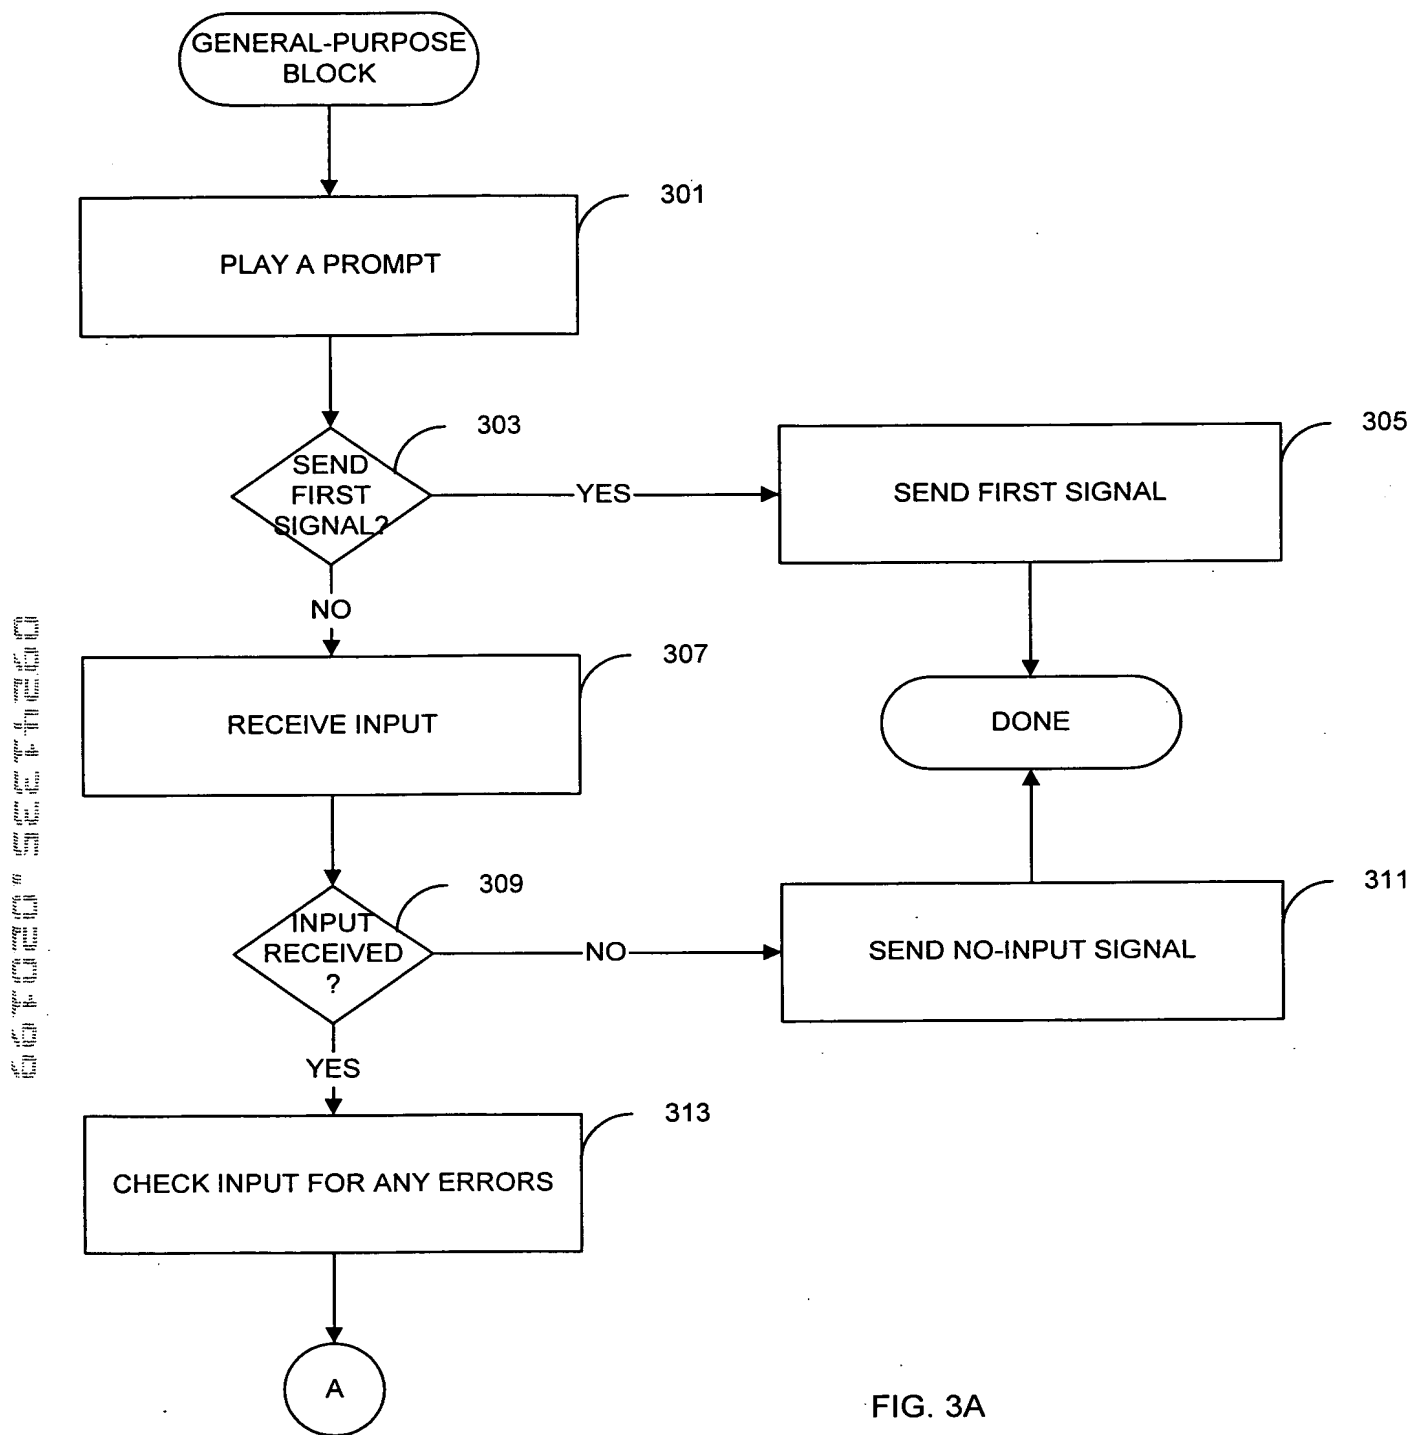 GENERAL-PURPOSE
BLOCK
301
PLAY A PROMPT
303
SEND
FIRST
SIGNAL?
YES
305
SEND FIRST SIGNAL
NO
307
RECEIVE INPUT
DONE
309
INPUT
RECEIVED
?
NO
311
SEND NO-INPUT SIGNAL
YES
313
CHECK INPUT FOR ANY ERRORS
A
FIG. 3A